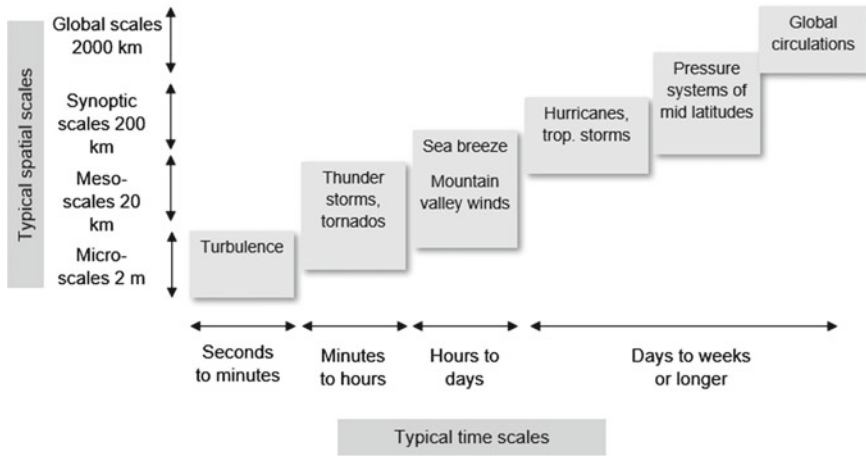 Typical spatial scales
Global scales
2000 km
Synoptic
scales 200
km
Meso-
scales 20
km
Micro-
scales 2 m
Turbulence
Thunder
storms,
tornados
Sea breeze
Mountain
valley winds
Hurricanes,
trop. storms
Pressure
systems of
mid latitudes
Global
circulations
Seconds
to minutes
Minutes
to hours
Hours to
days
Days to weeks
or longer
Typical time scales